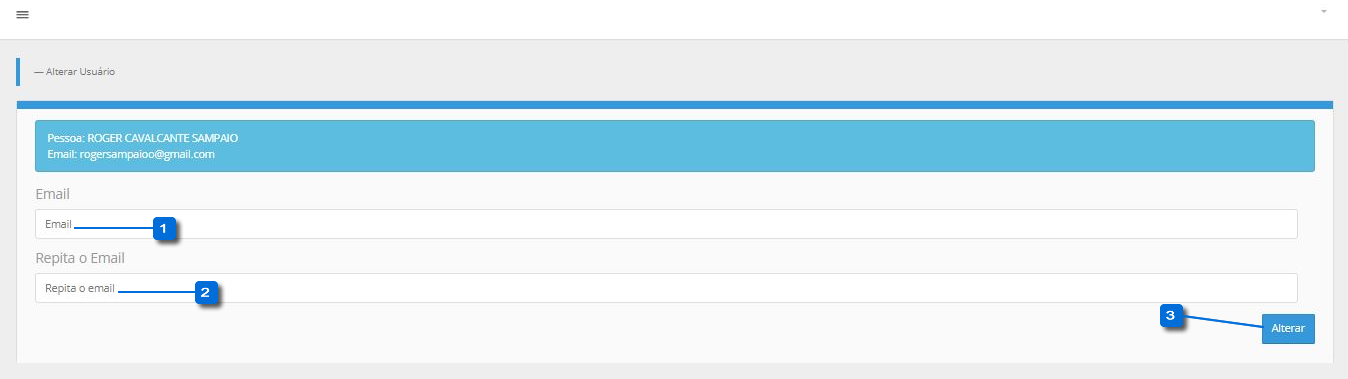 — Alterar Usuário
Pessoa: ROGER CAVALCANTE SAMPAIO
Email: rogersampaioo@gmail.com
Email
Email 1
Repita o Email
Repita o email 2
3 Alterar